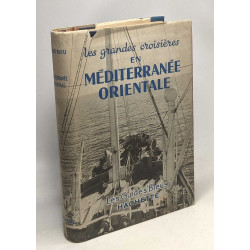 les grandes croisières
EN
MÉDITERRANÉE
ORIENTALE
Les Guides Bleus
HACHETTE